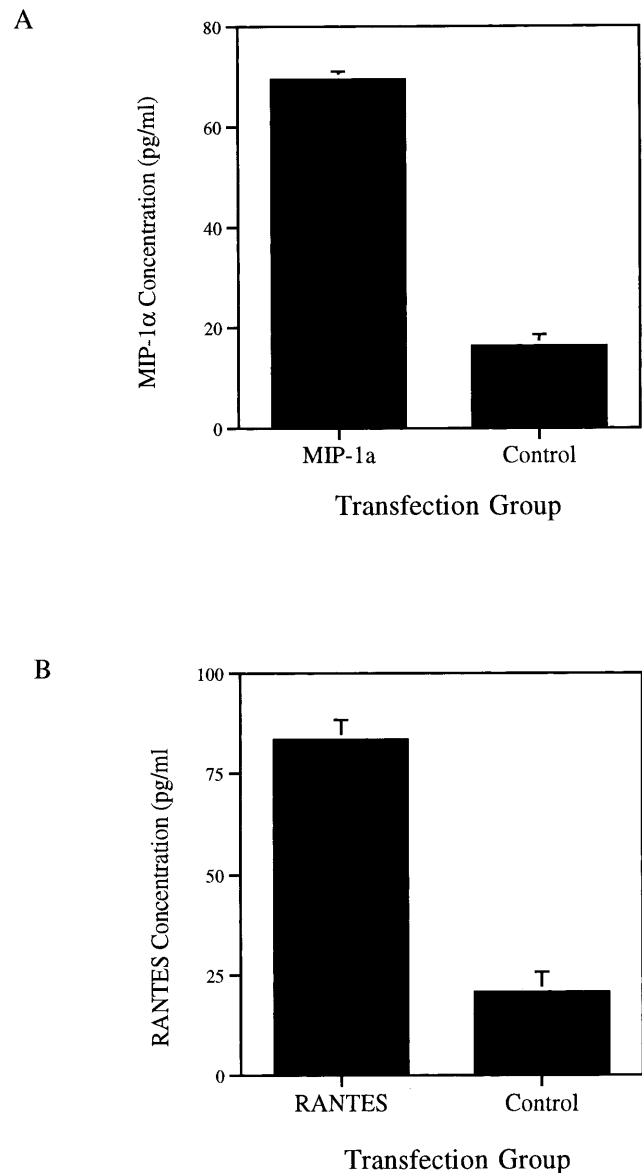 A
80
60
40
20
0
MIP-1α Concentration (pg/ml)
MIP-1a Control
Transfection Group
B
100
75
50
25
0
RANTES Concentration (pg/ml
RANTES Control
Transfection Group